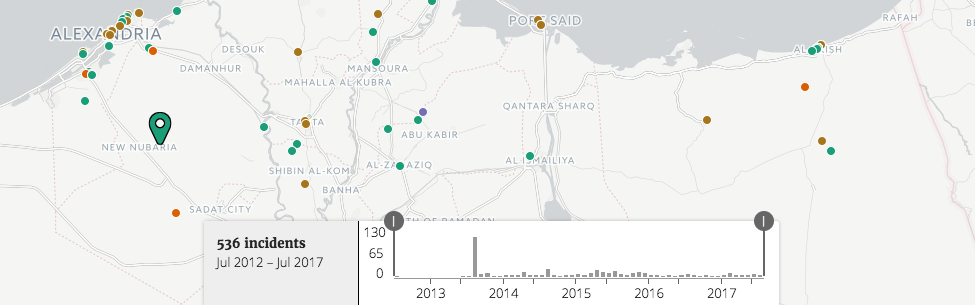 RAFAH
PORT SAID
ALEXANDRIA
DESOUK
AL-ARISH
DAMANHUR
MANSOURA
MAHALLA AL-KUBRA
QANTARA SHARQ
TANTA
ABU KABIR
NEW NUBARIA
AL-ZAQAZIQ
AL ISMAILIYA
SHIBIN AL-KOM
BANHA
SADAT CITY
TH OF RAMADAN
536 incidents
Jul 2012 – Jul 2017
130
65
0
2013 2014 2015 2016 2017